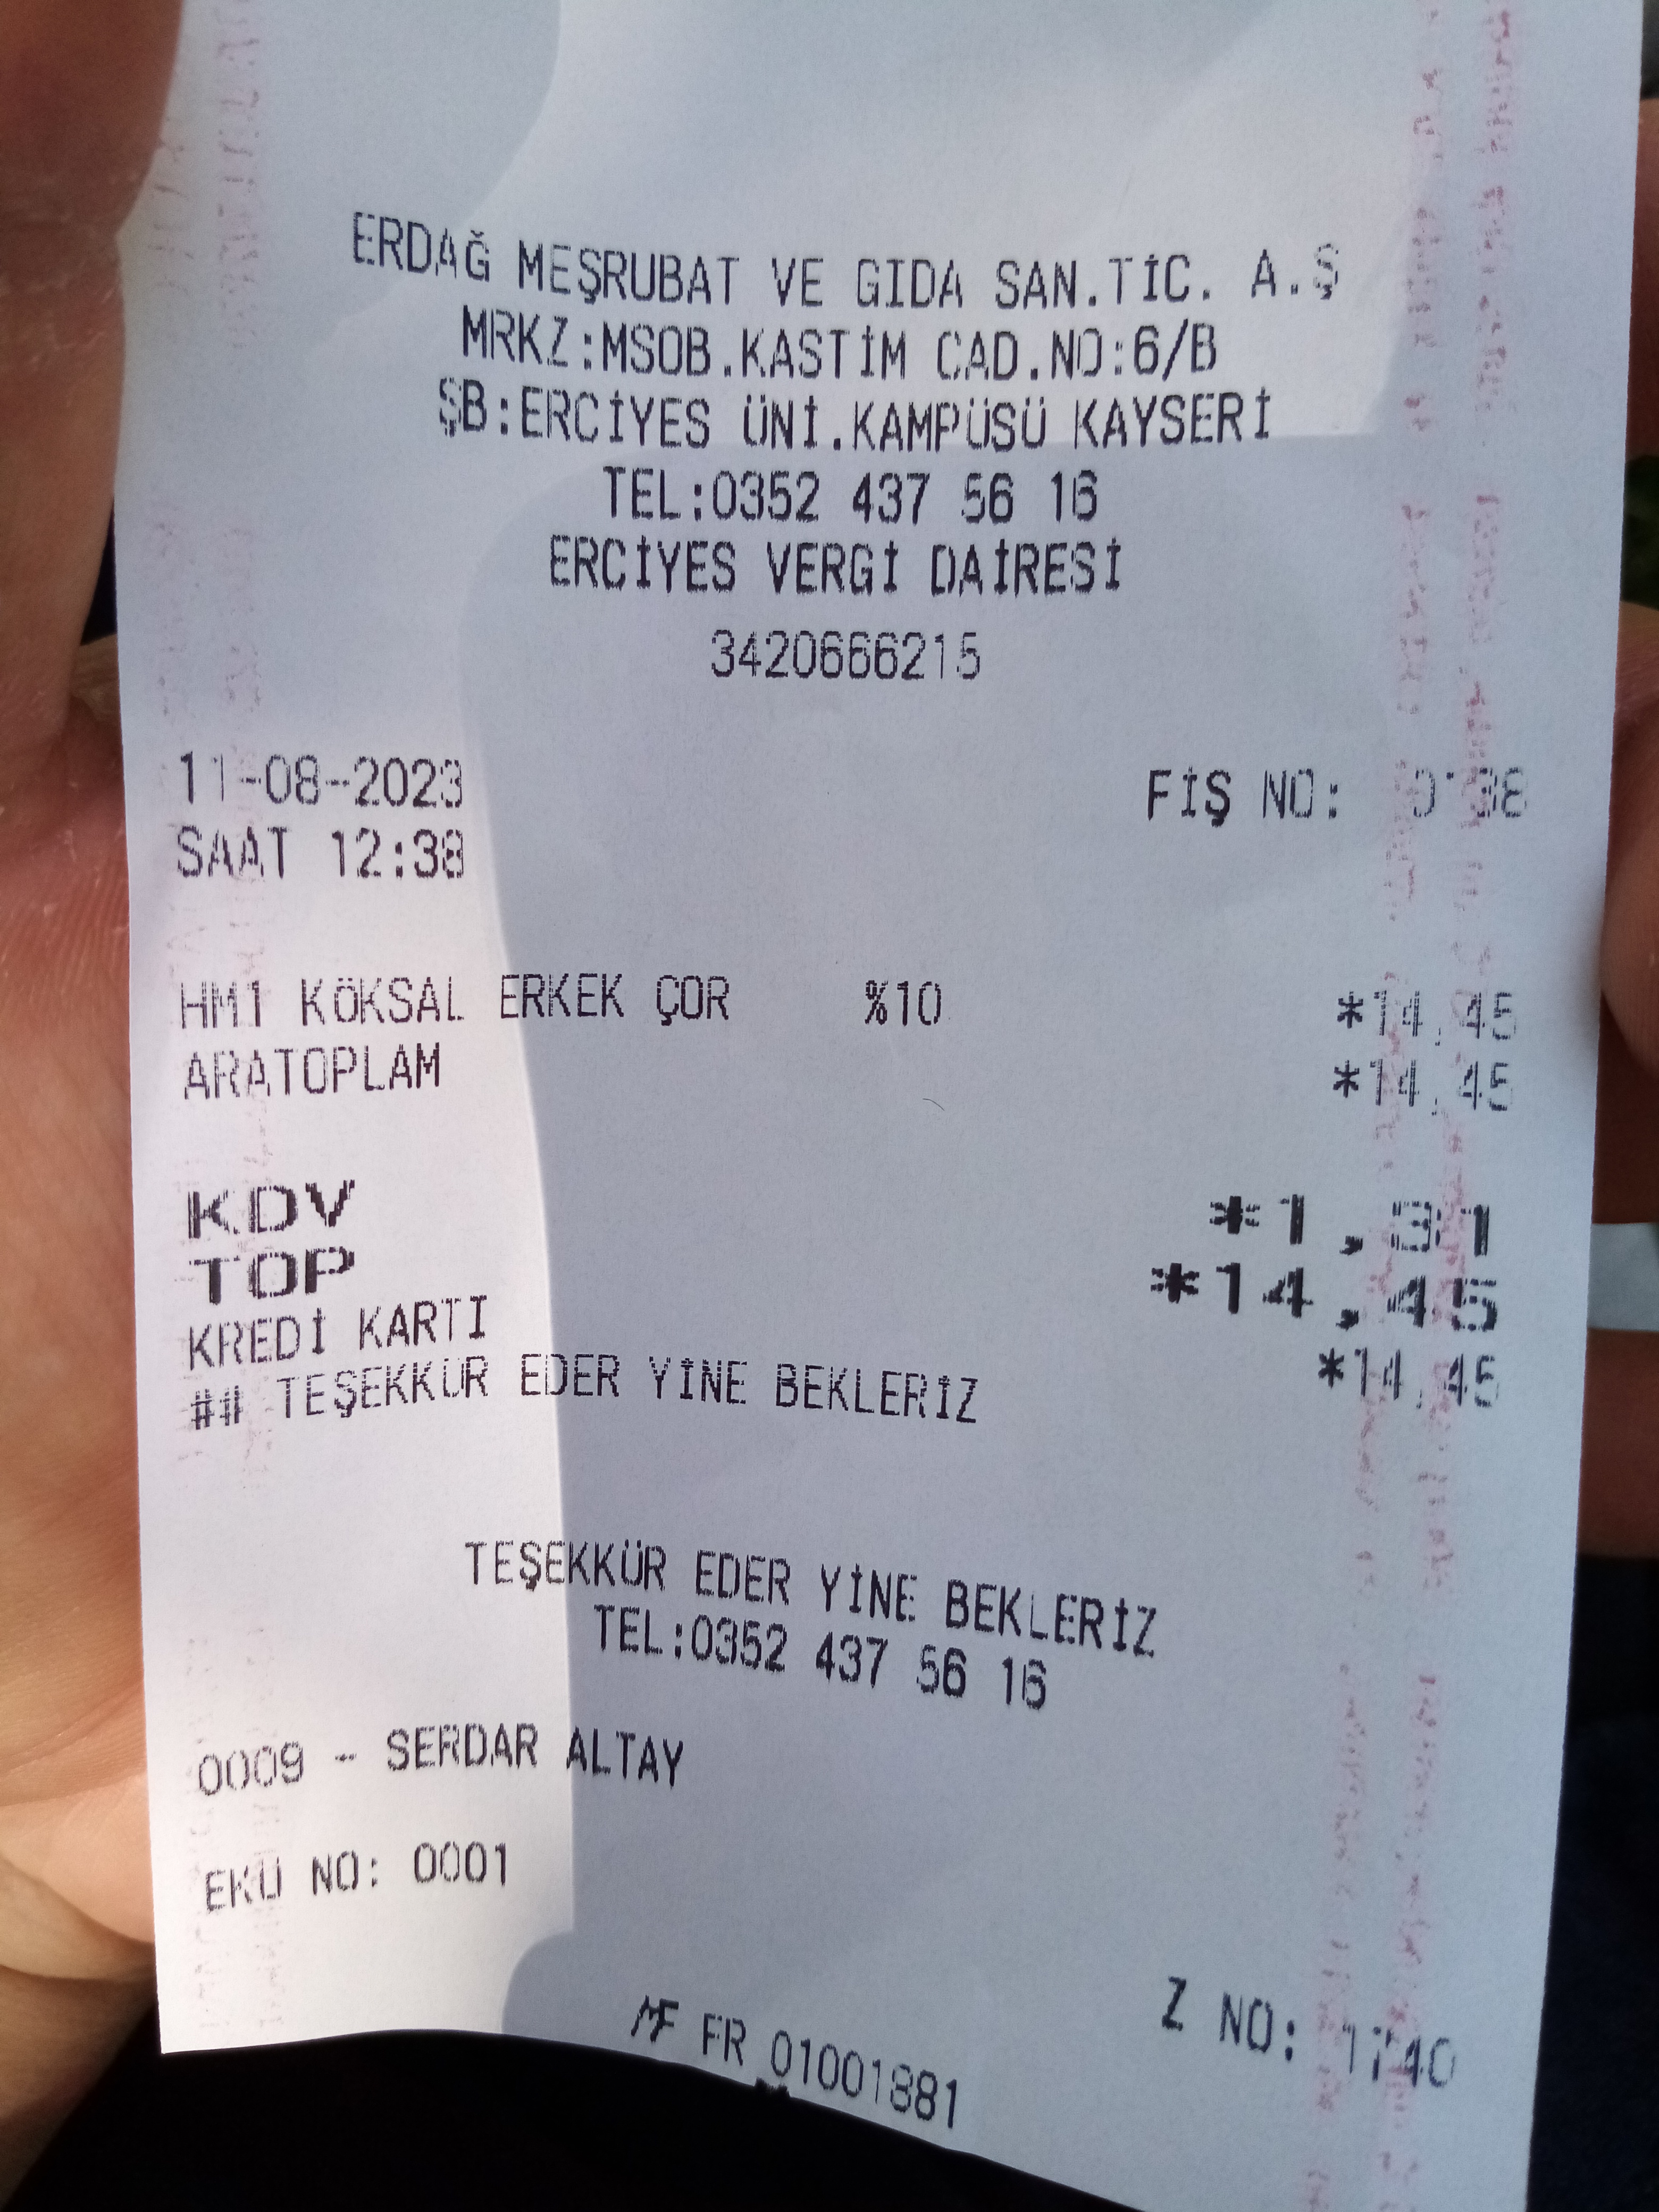 ERDAĞ MEŞRUBAT VE GIDA SAN.TİC. A.Ş
MRKZ:MSOB.KASTİM CAD.NO:6/B
ŞB:ERCİYES ÜNİ.KAMPÜSÜ KAYSERİ
TEL:0352 437 56 16
ERCİYES VERGİ DAİRESİ
3420666215
11-08-2023 FİŞ NO: 0138
SAAT 12:38
HM1 KÖKSAL ERKEK ÇOR %10 *14,45
ARATOPLAM *14,45
KDV *1,31
TOP *14,45
KREDİ KARTI *14,45
## TEŞEKKÜR EDER YİNE BEKLERİZ
TEŞEKKÜR EDER YİNE BEKLERİZ
TEL:0352 437 56 16
0009 - SERDAR ALTAY
EKÜ NO: 0001
Z NO: 1740
MF FR 01001881